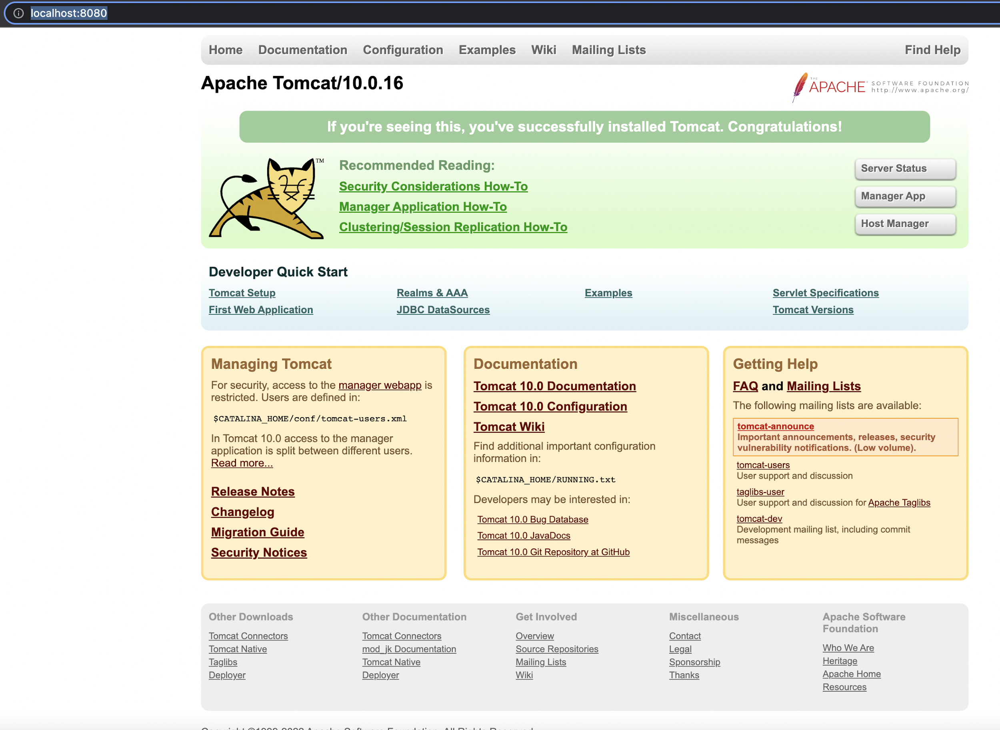 localhost:8080
Home Documentation Configuration Examples Wiki Mailing Lists Find Help
Apache Tomcat/10.0.16
THE APACHE SOFTWARE FOUNDATION
http://www.apache.org/
If you're seeing this, you've successfully installed Tomcat. Congratulations!
TM
Recommended Reading:
Security Considerations How-To
Manager Application How-To
Clustering/Session Replication How-To
Server Status
Manager App
Host Manager
Developer Quick Start
Tomcat Setup
First Web Application
Realms & AAA
JDBC DataSources
Examples
Servlet Specifications
Tomcat Versions
Managing Tomcat
For security, access to the manager webapp is
restricted. Users are defined in:
$CATALINA_HOME/conf/tomcat-users.xml
In Tomcat 10.0 access to the manager
application is split between different users.
Read more...
Release Notes
Changelog
Migration Guide
Security Notices
Documentation
Tomcat 10.0 Documentation
Tomcat 10.0 Configuration
Tomcat Wiki
Find additional important configuration
information in:
$CATALINA_HOME/RUNNING.txt
Developers may be interested in:
Tomcat 10.0 Bug Database
Tomcat 10.0 JavaDocs
Tomcat 10.0 Git Repository at GitHub
Getting Help
FAQ and Mailing Lists
The following mailing lists are available:
tomcat-announce
Important announcements, releases, security
vulnerability notifications. (Low volume).
tomcat-users
User support and discussion
taglibs-user
User support and discussion for Apache Taglibs
tomcat-dev
Development mailing list, including commit
messages
Other Downloads
Tomcat Connectors
Tomcat Native
Taglibs
Deployer
Other Documentation
Tomcat Connectors
mod_jk Documentation
Tomcat Native
Deployer
Get Involved
Overview
Source Repositories
Mailing Lists
Wiki
Miscellaneous
Contact
Legal
Sponsorship
Thanks
Apache Software
Foundation
Who We Are
Heritage
Apache Home
Resources
Copyright ©1999-2022 Apache Software Foundation. All Rights Reserved